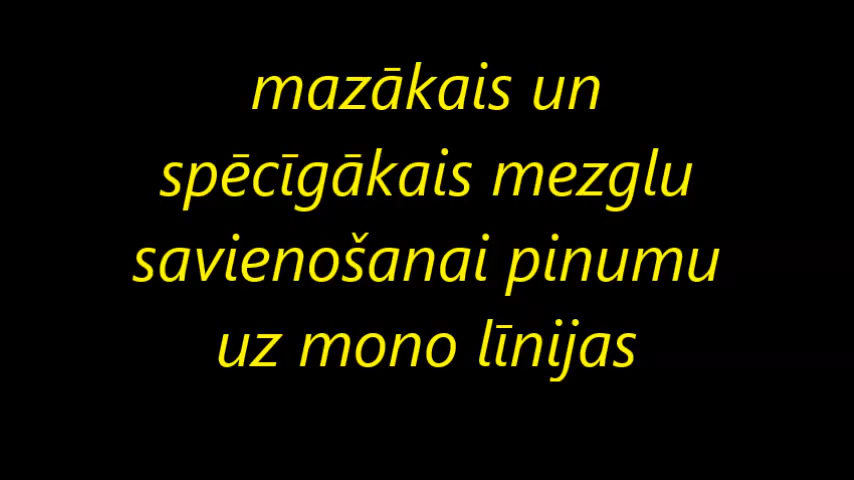 mazākais un
spēcīgākais mezglu
savienošanai pinumu
uz mono līnijas